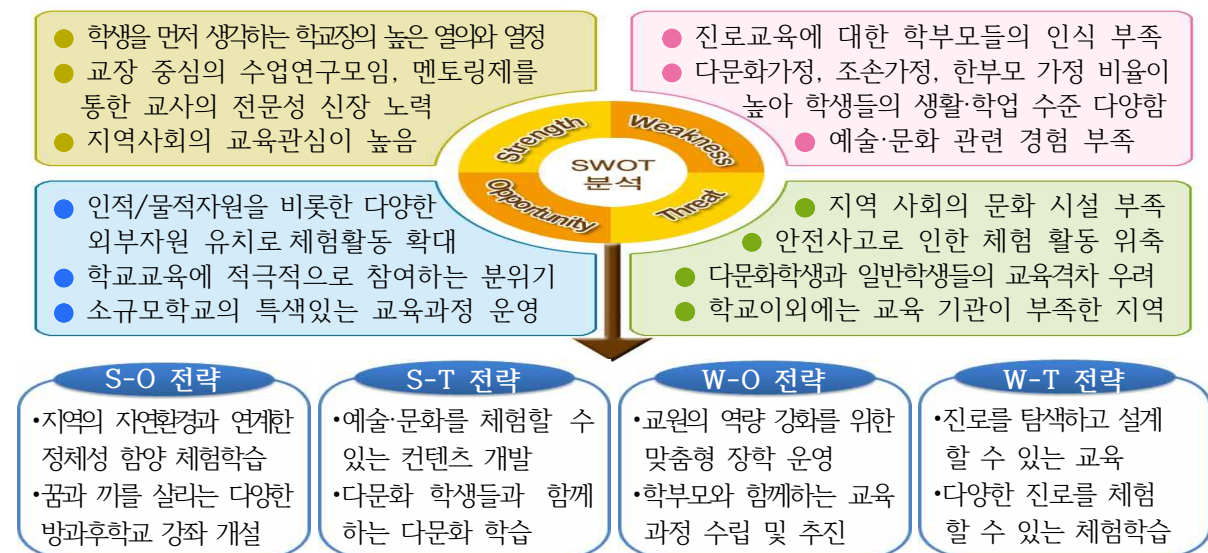 ● 학생을 먼저 생각하는 학교장의 높은 열의와 열정
● 교장 중심의 수업연구모임, 멘토링제를
통한 교사의 전문성 신장 노력
● 지역사회의 교육관심이 높음
● 진로교육에 대한 학부모들의 인식 부족
● 다문화가정, 조손가정, 한부모 가정 비율이
높아 학생들의 생활·학업 수준 다양함
● 예술·문화 관련 경험 부족
Strength
Weakness
SWOT
분석
Opportunity
Threat
● 인적/물적자원을 비롯한 다양한
외부자원 유치로 체험활동 확대
● 학교교육에 적극적으로 참여하는 분위기
● 소규모학교의 특색있는 교육과정 운영
● 지역 사회의 문화 시설 부족
● 안전사고로 인한 체험 활동 위축
● 다문화학생과 일반학생들의 교육격차 우려
● 학교이외에는 교육 기관이 부족한 지역
S-O 전략
•지역의 자연환경과 연계한
정체성 함양 체험학습
•꿈과 끼를 살리는 다양한
방과후학교 강좌 개설
S-T 전략
•예술·문화를 체험할 수
있는 컨텐츠 개발
•다문화 학생들과 함께
하는 다문화 학습
W-O 전략
•교원의 역량 강화를 위한
맞춤형 장학 운영
•학부모와 함께하는 교육
과정 수립 및 추진
W-T 전략
•진로를 탐색하고 설계
할 수 있는 교육
•다양한 진로를 체험
할 수 있는 체험학습